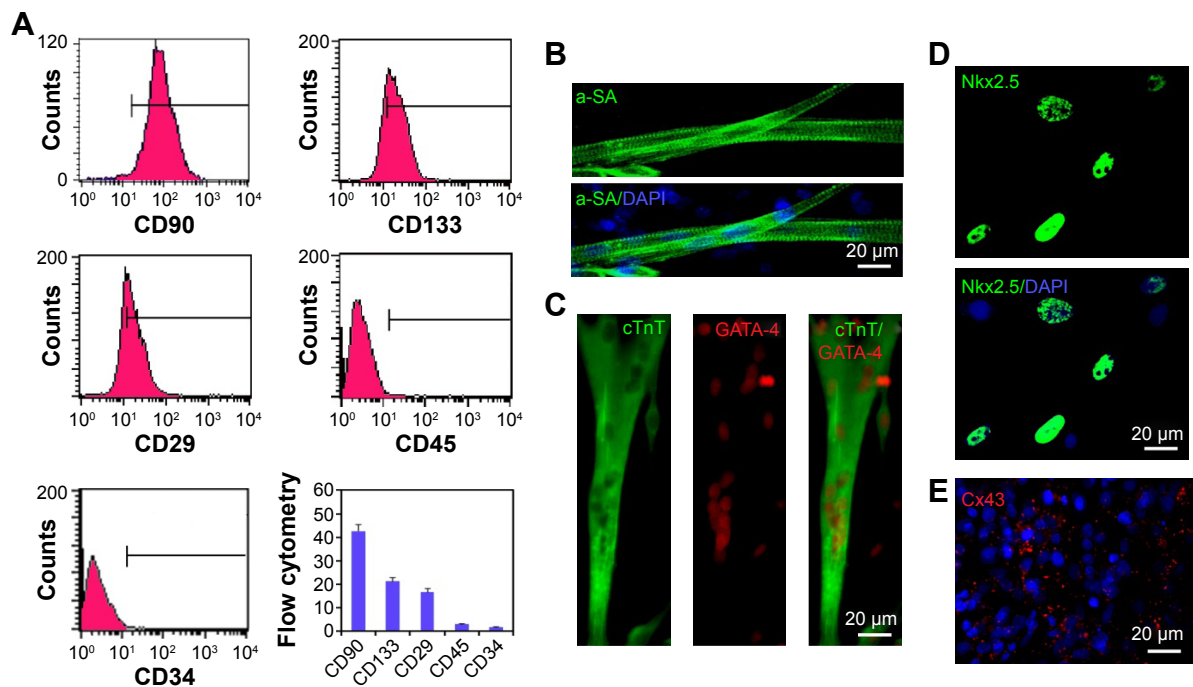 A
120
Counts
0
10⁰ 10¹ 10² 10³ 10⁴
CD90
200
10⁰ 10¹ 10² 10³ 10⁴
CD133
200
Counts
10⁰ 10¹ 10² 10³ 10⁴
CD29
200
10⁰ 10¹ 10² 10³ 10⁴
CD45
200
Counts
10⁰ 10¹ 10² 10³ 10⁴
CD34
Flow cytometry
60
50
50
40
30
20
10
0
CD90
CD133
CD29
CD45
CD34
B
a-SA
a-SA/DAPI
20 µm
C
cTnT
GATA-4
cTnT/
GATA-4
20 µm
D
Nkx2.5
Nkx2.5/DAPI
20 µm
E
Cx43
20 µm